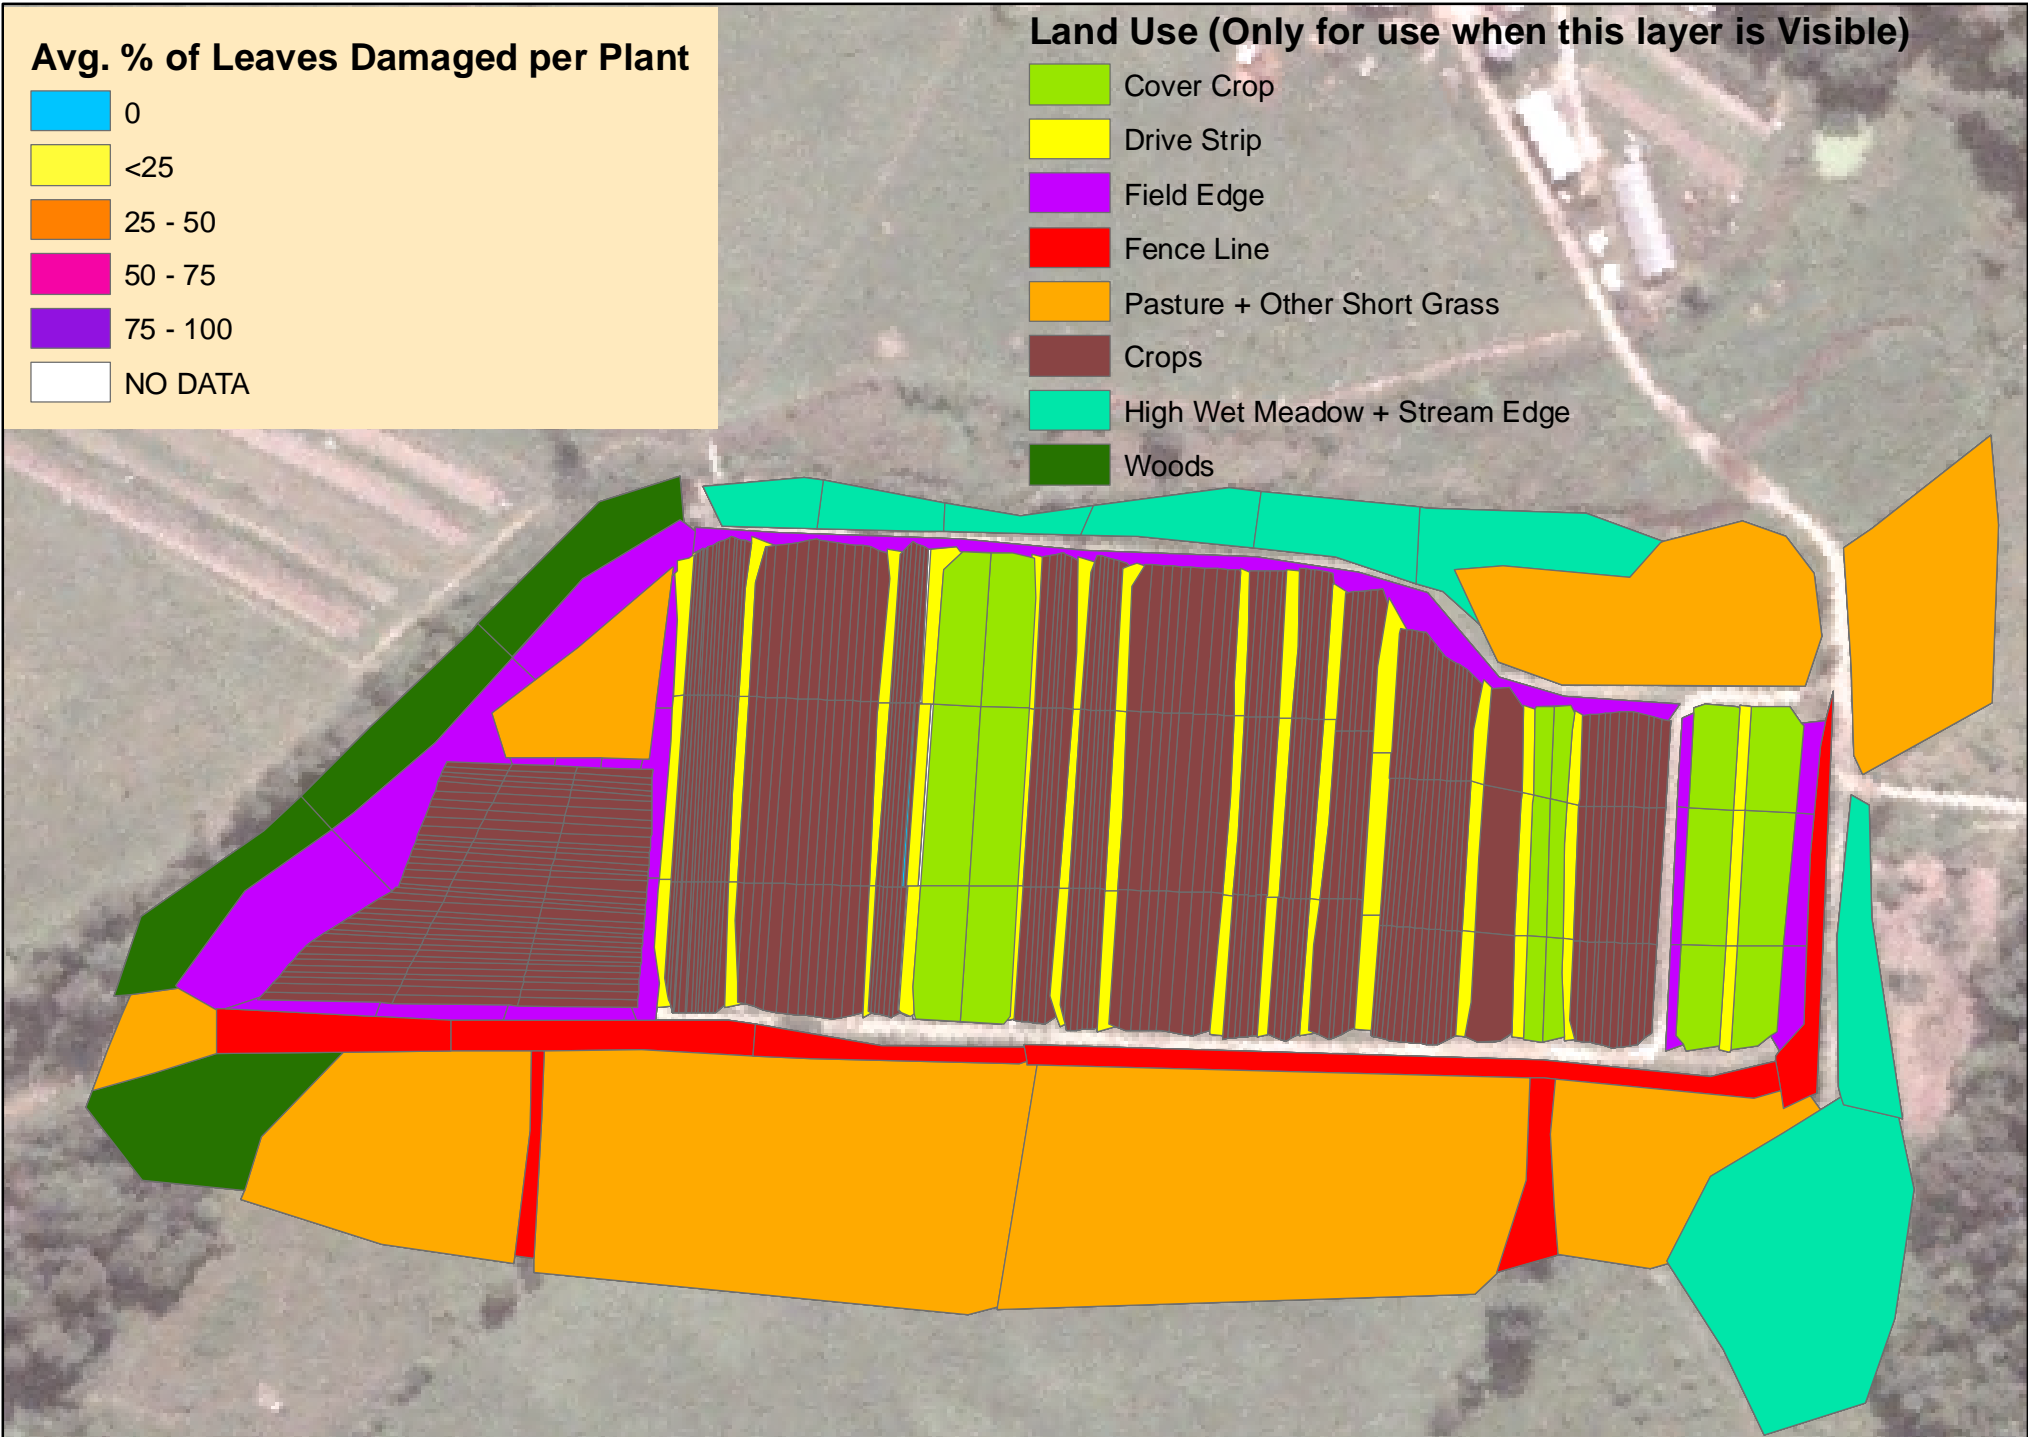 Avg. % of Leaves Damaged per Plant
0
<25
25 - 50
50 - 75
75 - 100
NO DATA
Land Use (Only for use when this layer is Visible)
Cover Crop
Drive Strip
Field Edge
Fence Line
Pasture + Other Short Grass
Crops
High Wet Meadow + Stream Edge
Woods